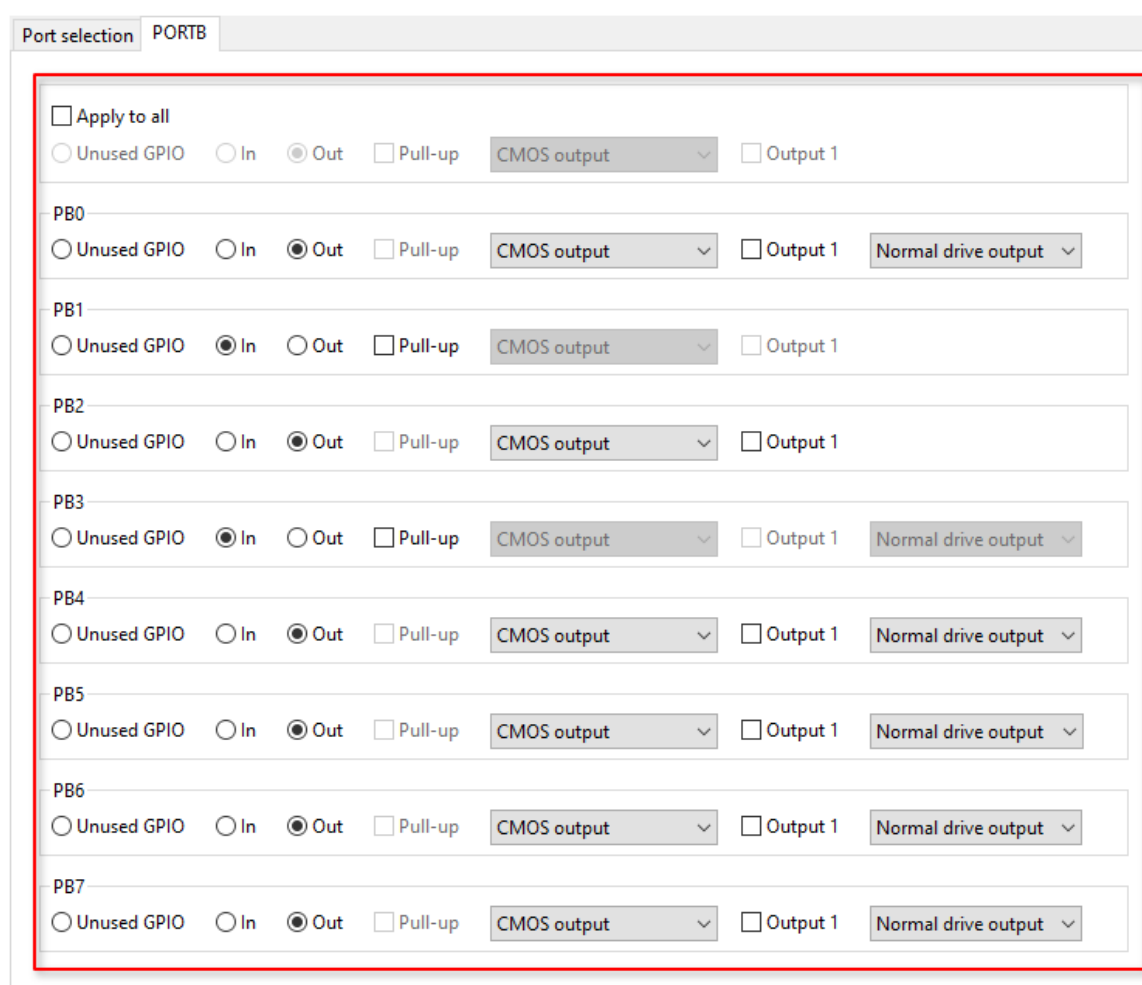 Port selection PORTB
Apply to all
Unused GPIO In Out Pull-up CMOS output Output 1
PB0
Unused GPIO In Out Pull-up CMOS output Output 1 Normal drive output
PB1
Unused GPIO In Out Pull-up CMOS output Output 1
PB2
Unused GPIO In Out Pull-up CMOS output Output 1
PB3
Unused GPIO In Out Pull-up CMOS output Output 1 Normal drive output
PB4
Unused GPIO In Out Pull-up CMOS output Output 1 Normal drive output
PB5
Unused GPIO In Out Pull-up CMOS output Output 1 Normal drive output
PB6
Unused GPIO In Out Pull-up CMOS output Output 1 Normal drive output
PB7
Unused GPIO In Out Pull-up CMOS output Output 1 Normal drive output